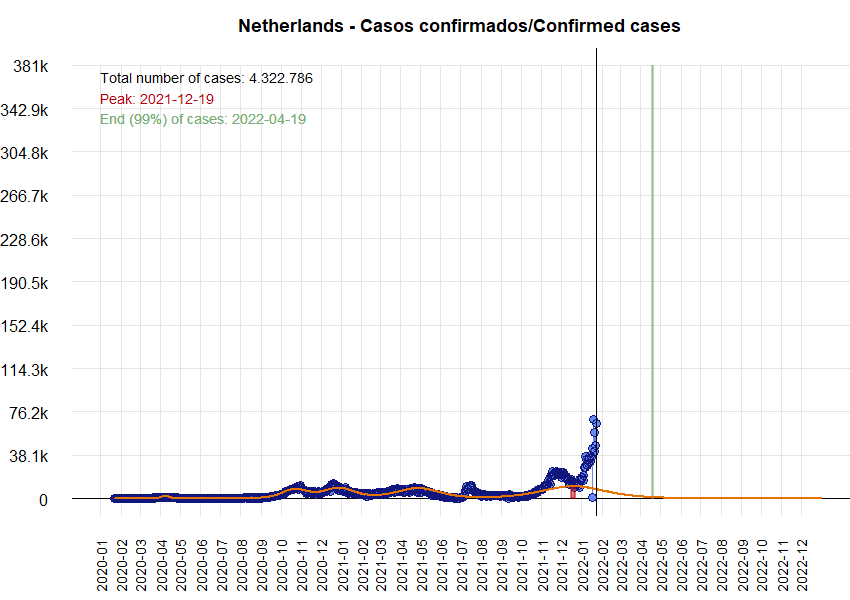 Netherlands - Casos confirmados/Confirmed cases
381k
342.9k
304.8k
266.7k
228.6k
190.5k
152.4k
114.3k
76.2k
38.1k
0
Total number of cases: 4.322.786
Peak: 2021-12-19
End (99%) of cases: 2022-04-19
2020-01
2020-02
2020-03
2020-04
2020-05
2020-06
2020-07
2020-08
2020-09
2020-10
2020-11
2020-12
2021-01
2021-02
2021-03
2021-04
2021-05
2021-06
2021-07
2021-08
2021-09
2021-10
2021-11
2021-12
2022-01
2022-02
2022-03
2022-04
2022-05
2022-06
2022-07
2022-08
2022-09
2022-10
2022-11
2022-12